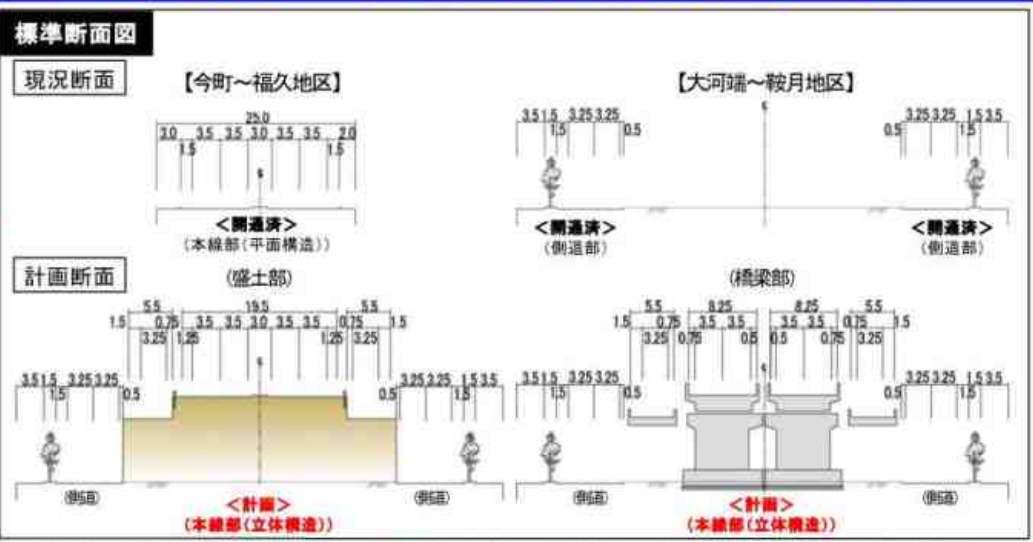 標準断面図
現況断面
【今町～福久地区】
25.0
3.0 3.5 3.5 3.0 3.5 3.5 2.0
1.5 1.5
<開通済>
(本線部(平面構造))
【大河端～鞍月地区】
3.5 1.5 3.25 3.25 3.25 3.25 1.5 3.5
1.5 0.5 0.5 1.5
<開通済>
(側道部)
<開通済>
(側道部)
計画断面
(盛土部)
5.5 19.5 5.5
1.5 0.75 3.5 3.5 3.0 3.5 3.5 0.75 1.5
3.25 1.25 1.25 3.25
3.5 1.5 3.25 3.25 3.25 3.25 1.5 3.5
1.5 0.5 0.5 1.5
(側道)
(側道)
<計画>
(本線部(立体構造))
(橋梁部)
5.5 8.25 8.25 5.5
1.5 0.75 3.5 3.5 3.5 3.5 0.75 1.5
3.25 0.75 0.5 0.5 0.75 3.25
3.5 1.5 3.25 3.25 3.25 3.25 1.5 3.5
1.5 0.5 0.5 1.5
(側道)
(側道)
<計画>
(本線部(立体構造))